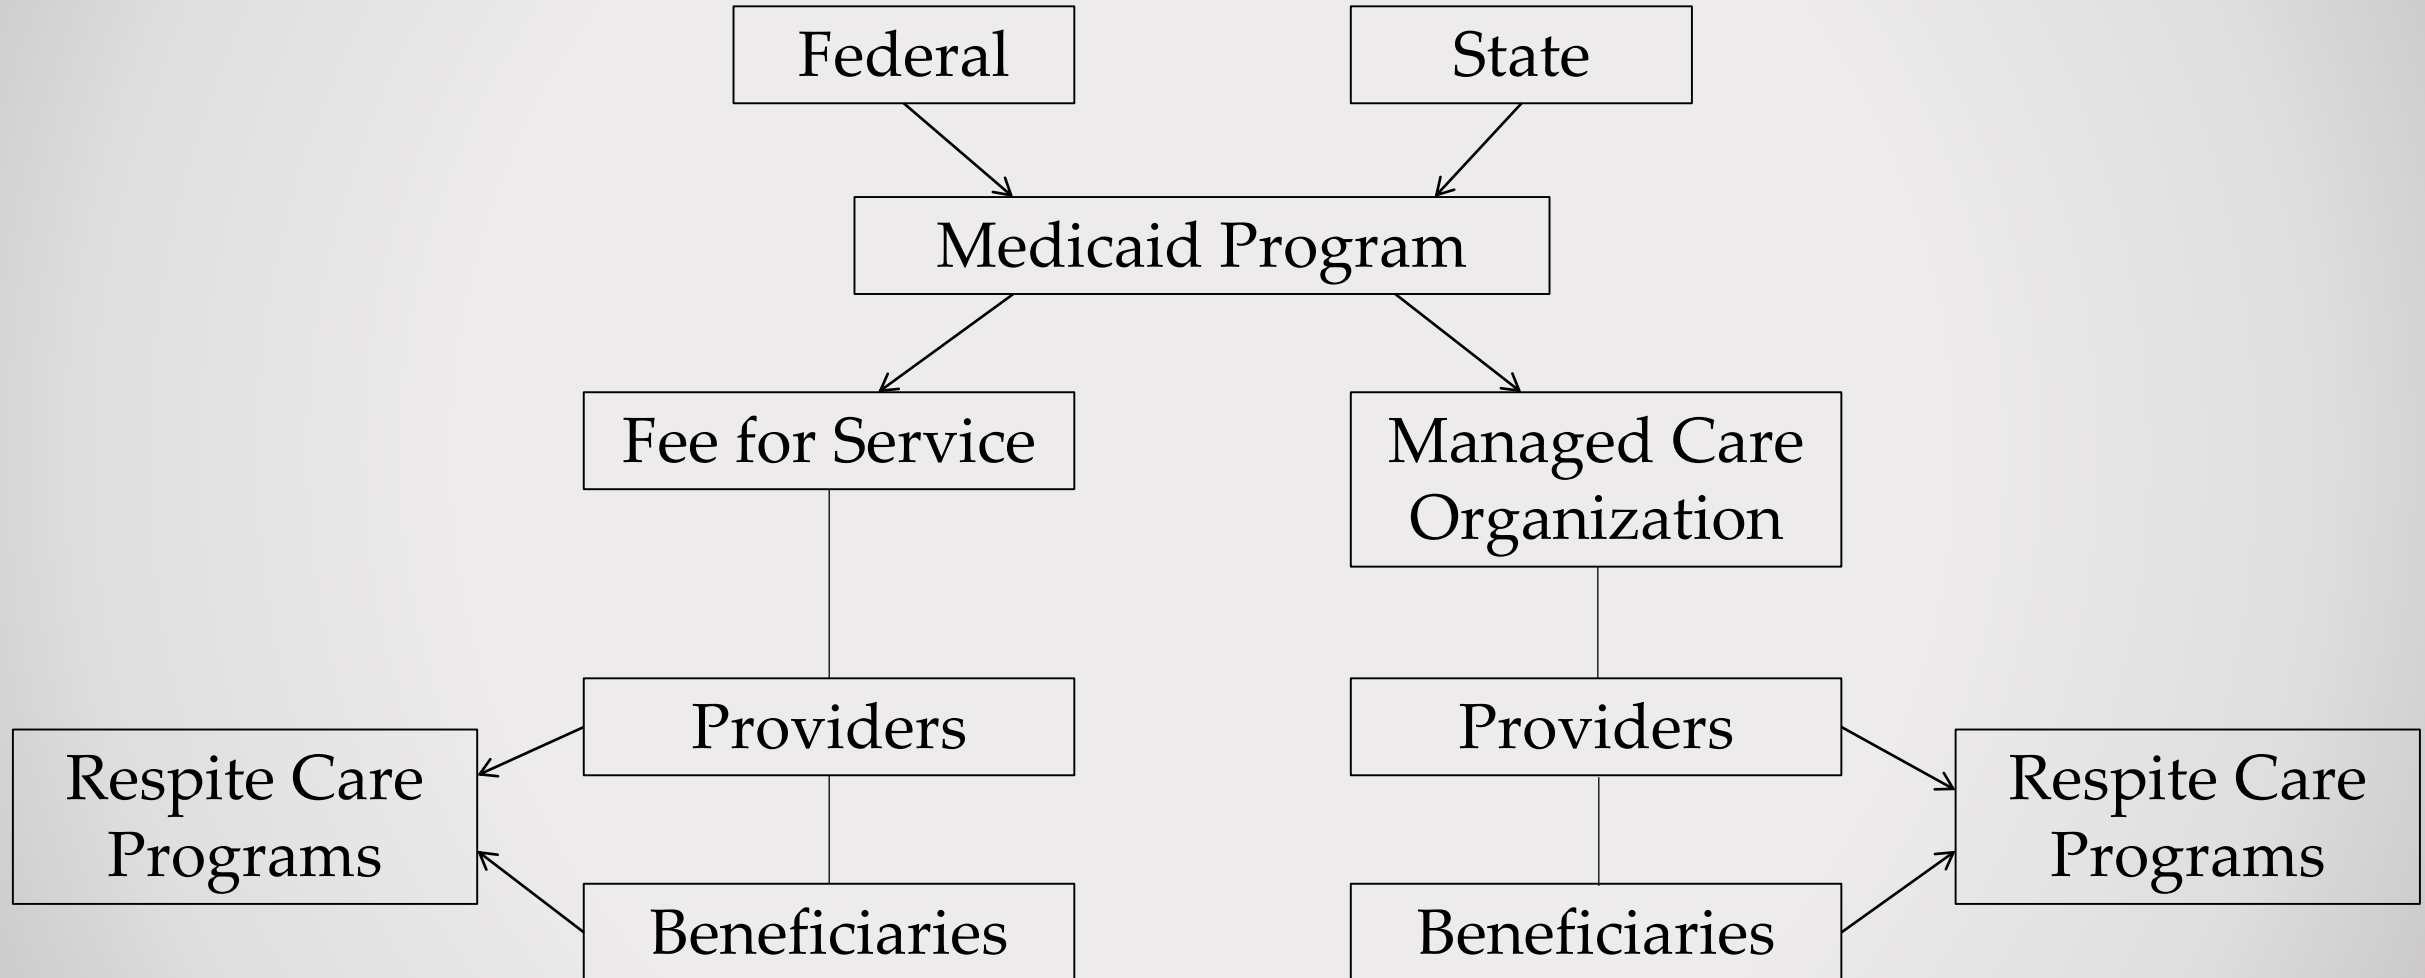 Federal
State
Medicaid Program
Fee for Service
Managed Care
Organization
Providers
Providers
Respite Care
Programs
Respite Care
Programs
Beneficiaries
Beneficiaries